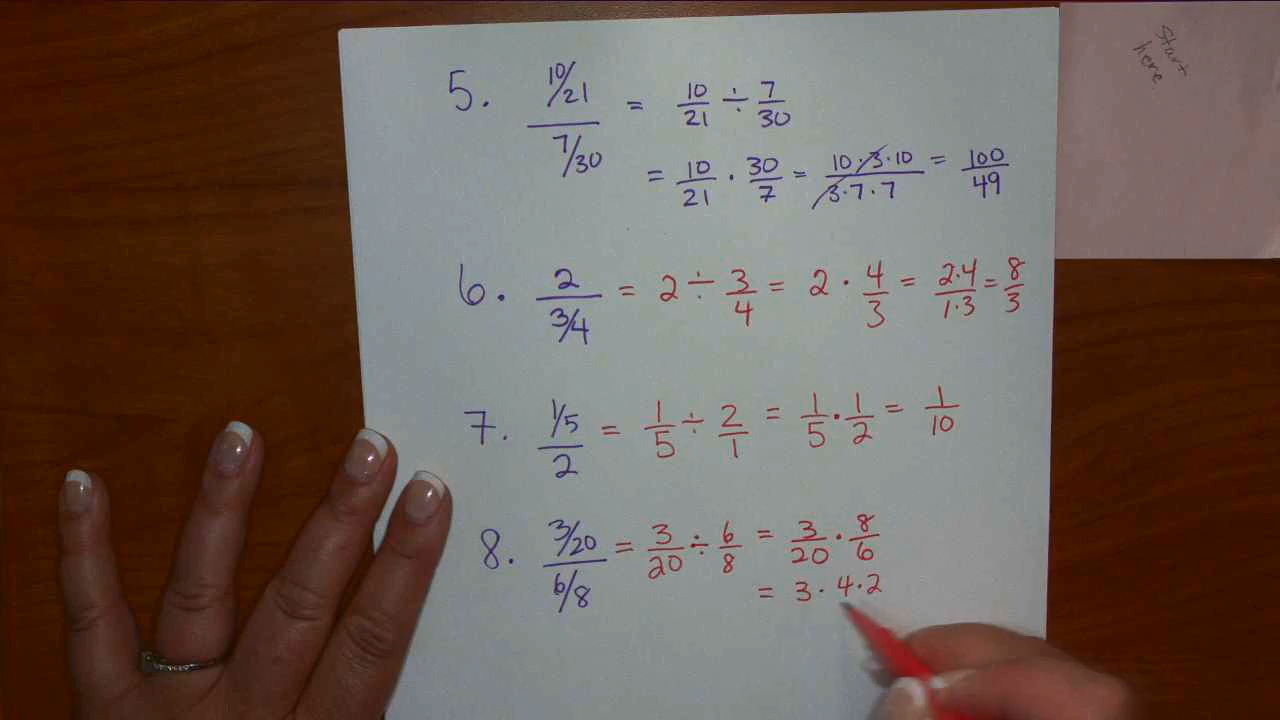 Start
here
5. 10/21 / 7/30 = 10/21 ÷ 7/30
= 10/21 · 30/7 = 10·3·10 / 3·7·7 = 100/49
6. 2 / 3/4 = 2 ÷ 3/4 = 2 · 4/3 = 2·4 / 1·3 = 8/3
7. 1/5 / 2 = 1/5 ÷ 2/1 = 1/5 · 1/2 = 1/10
8. 3/20 / 6/8 = 3/20 ÷ 6/8 = 3/20 · 8/6
= 3·4·2